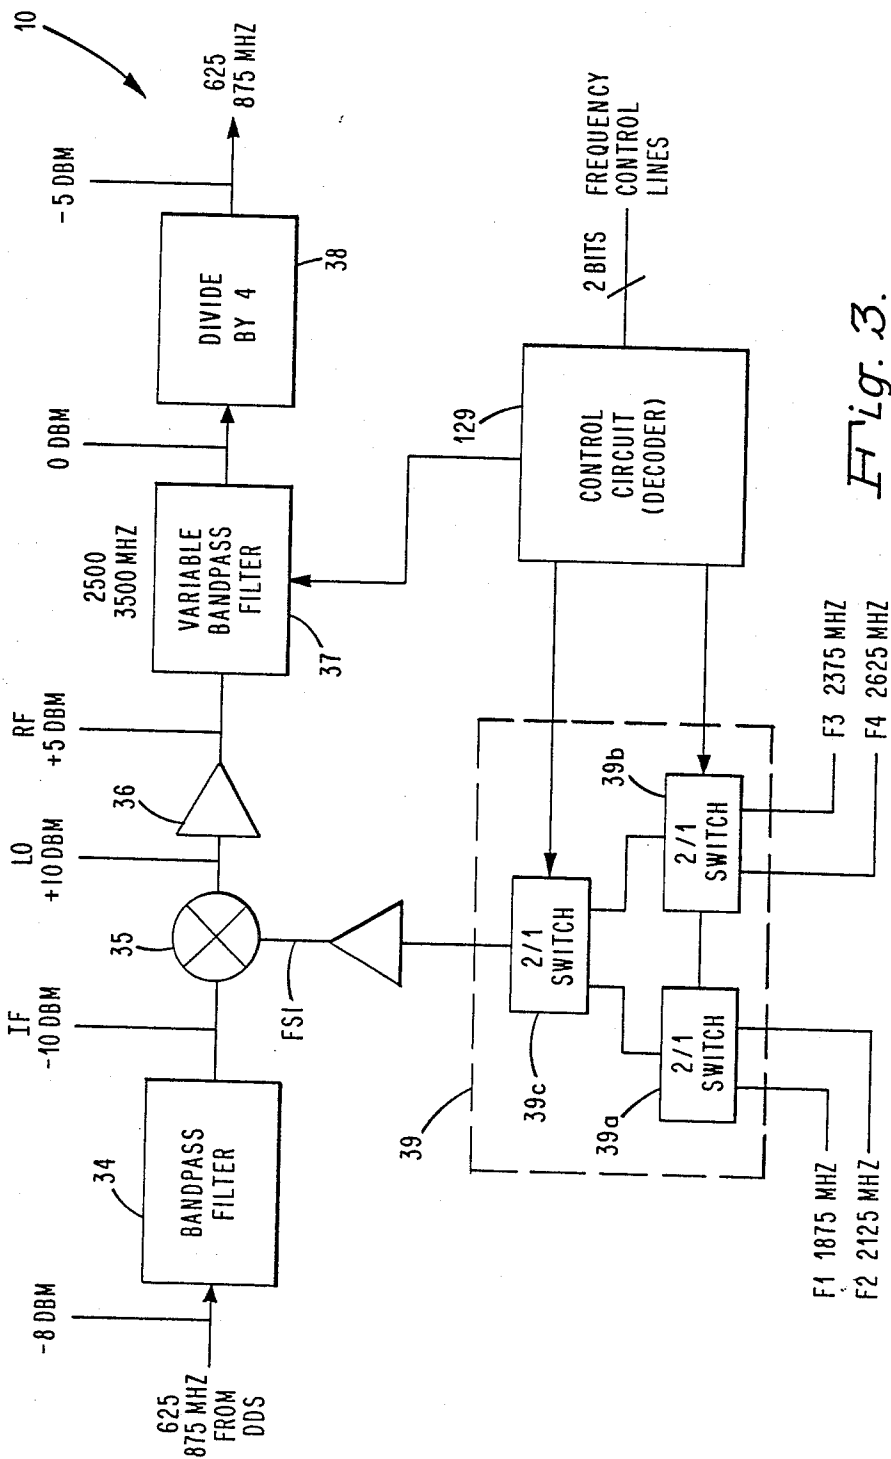 10
-8 DBM
IF
-10 DBM
LO
+10 DBM
RF
+5 DBM
0 DBM
-5 DBM
625
875 MHZ
FROM
DDS
34
BANDPASS
FILTER
35
36
2500
3500 MHZ
VARIABLE
BANDPASS
FILTER
37
DIVIDE
BY 4
38
625
875 MHZ
FS1
39
39c
2/1
SWITCH
39a
2/1
SWITCH
39b
2/1
SWITCH
129
CONTROL
CIRCUIT
(DECODER)
2 BITS
FREQUENCY
CONTROL
LINES
F1 1875 MHZ
F2 2125 MHZ
F3 2375 MHZ
F4 2625 MHZ
Fig. 3.